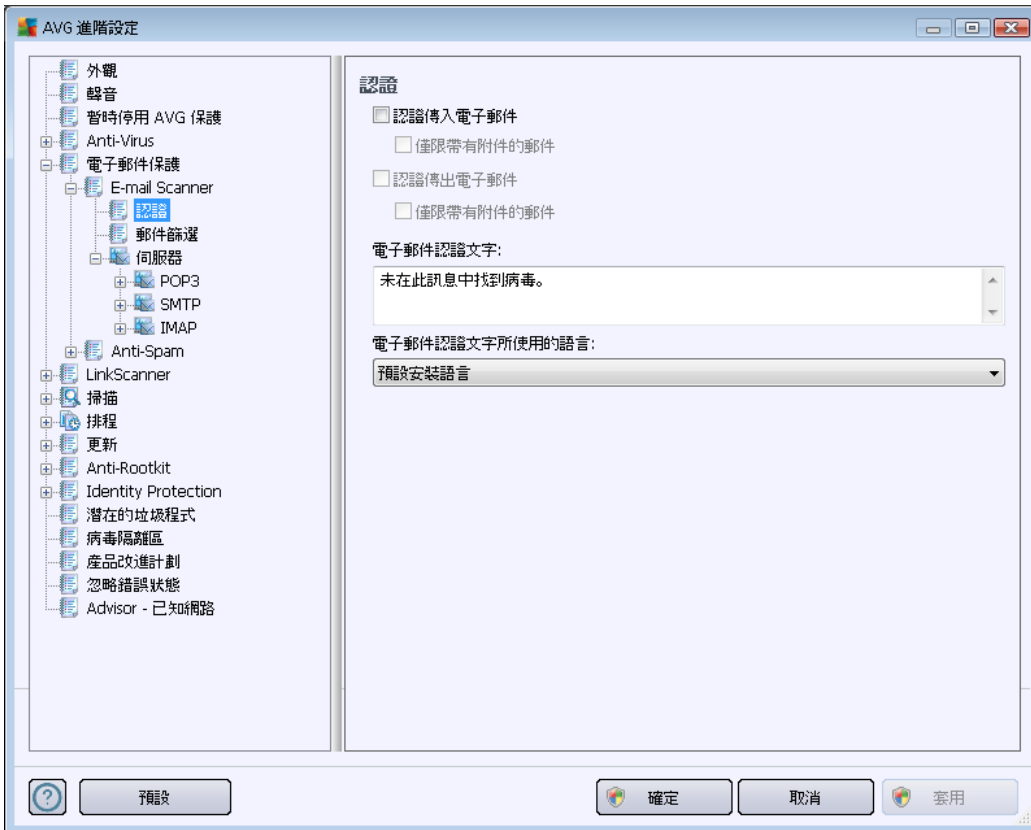 AVG 進階設定
外觀
聲音
暫時停用 AVG 保護
Anti-Virus
電子郵件保護
E-mail Scanner
認證
郵件篩選
伺服器
POP3
SMTP
IMAP
Anti-Spam
LinkScanner
掃描
排程
更新
Anti-Rootkit
Identity Protection
潛在的垃圾程式
病毒隔離區
產品改進計劃
忽略錯誤狀態
Advisor - 已知網路
認證
認證傳入電子郵件
僅限帶有附件的郵件
認證傳出電子郵件
僅限帶有附件的郵件
電子郵件認證文字:
未在此訊息中找到病毒。
電子郵件認證文字所使用的語言:
預設安裝語言
預設
確定
取消
套用